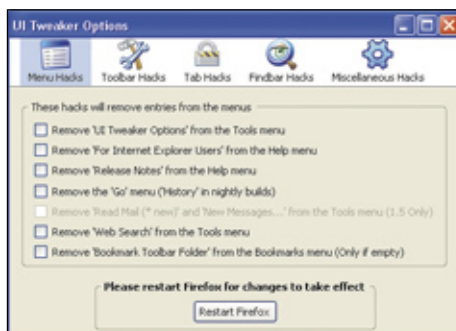 UI Tweaker Options
Menu Hacks Toolbar Hacks Tab Hacks Findbar Hacks Miscellaneous Hacks
These hacks will remove entries from the menus
Remove 'UI Tweaker Options' from the Tools menu
Remove 'For Internet Explorer Users' from the Help menu
Remove 'Release Notes' from the Help menu
Remove the 'Go' menu ('History' in nightly builds)
Remove 'Read Mail (* new)' and 'New Messages...' from the Tools menu (1.5 Only)
Remove 'Web Search' from the Tools menu
Remove 'Bookmark Toolbar Folder' from the Bookmarks menu (Only if empty)
Please restart Firefox for changes to take effect
Restart Firefox